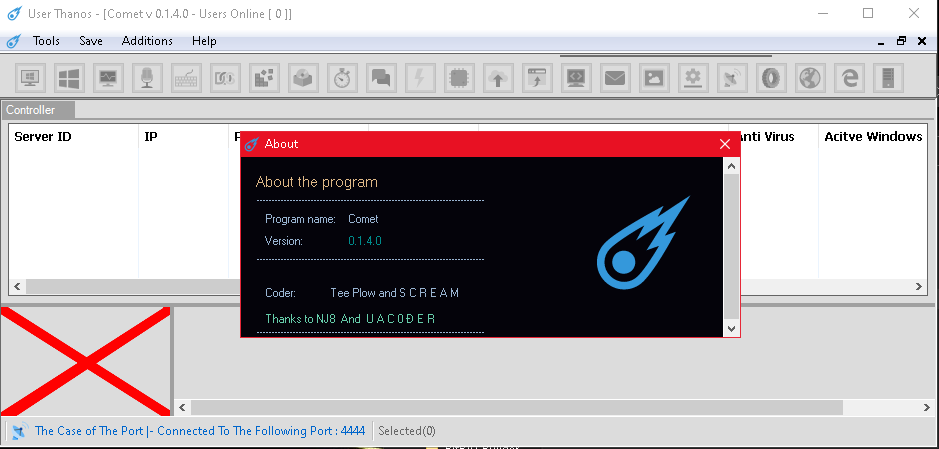 User Thanos - [Comet v 0.1.4.0 - Users Online [ 0 ]]
Tools Save Additions Help
Controller
Server ID IP Anti Virus Acitve Windows
About
About the program
Program name: Comet
Version: 0.1.4.0
Coder: Tee Plow and S C R E A M
Thanks to NJ8 And U A C 0 Đ E R
The Case of The Port |- Connected To The Following Port : 4444 Selected(0)